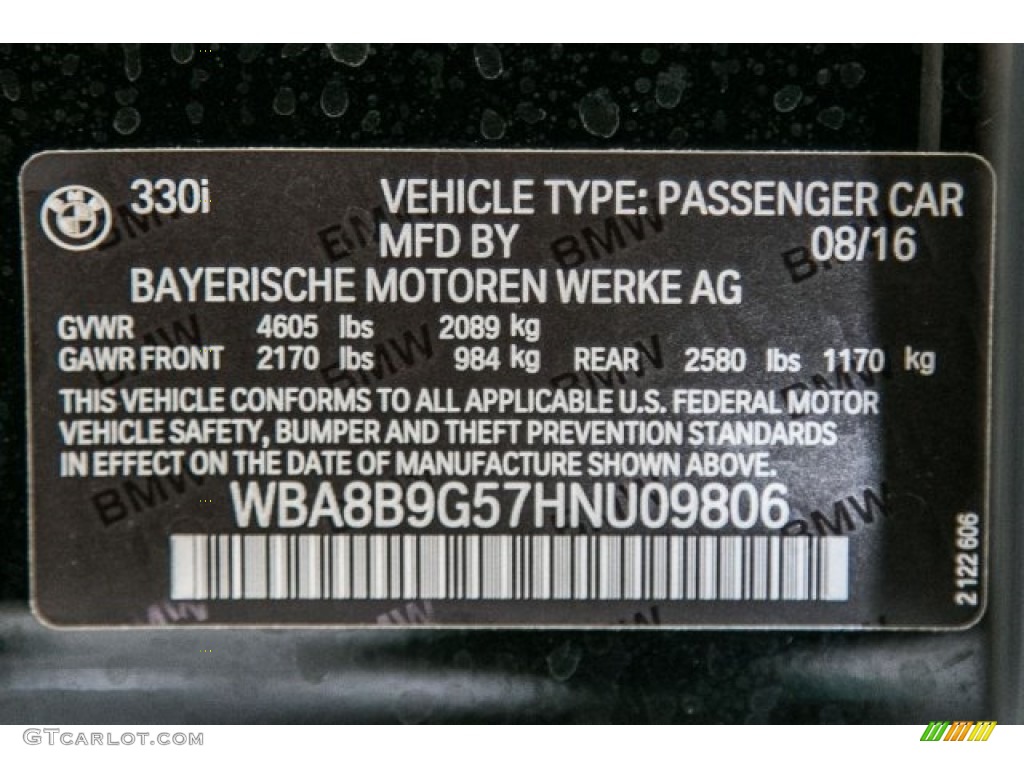 330i VEHICLE TYPE: PASSENGER CAR
MFD BY 08/16
BAYERISCHE MOTOREN WERKE AG
GVWR 4605 lbs 2089 kg
GAWR FRONT 2170 lbs 984 kg REAR 2580 lbs 1170 kg
THIS VEHICLE CONFORMS TO ALL APPLICABLE U.S. FEDERAL MOTOR
VEHICLE SAFETY, BUMPER AND THEFT PREVENTION STANDARDS
IN EFFECT ON THE DATE OF MANUFACTURE SHOWN ABOVE.
WBA8B9G57HNU09806
2 122 606
GTCarlot.com